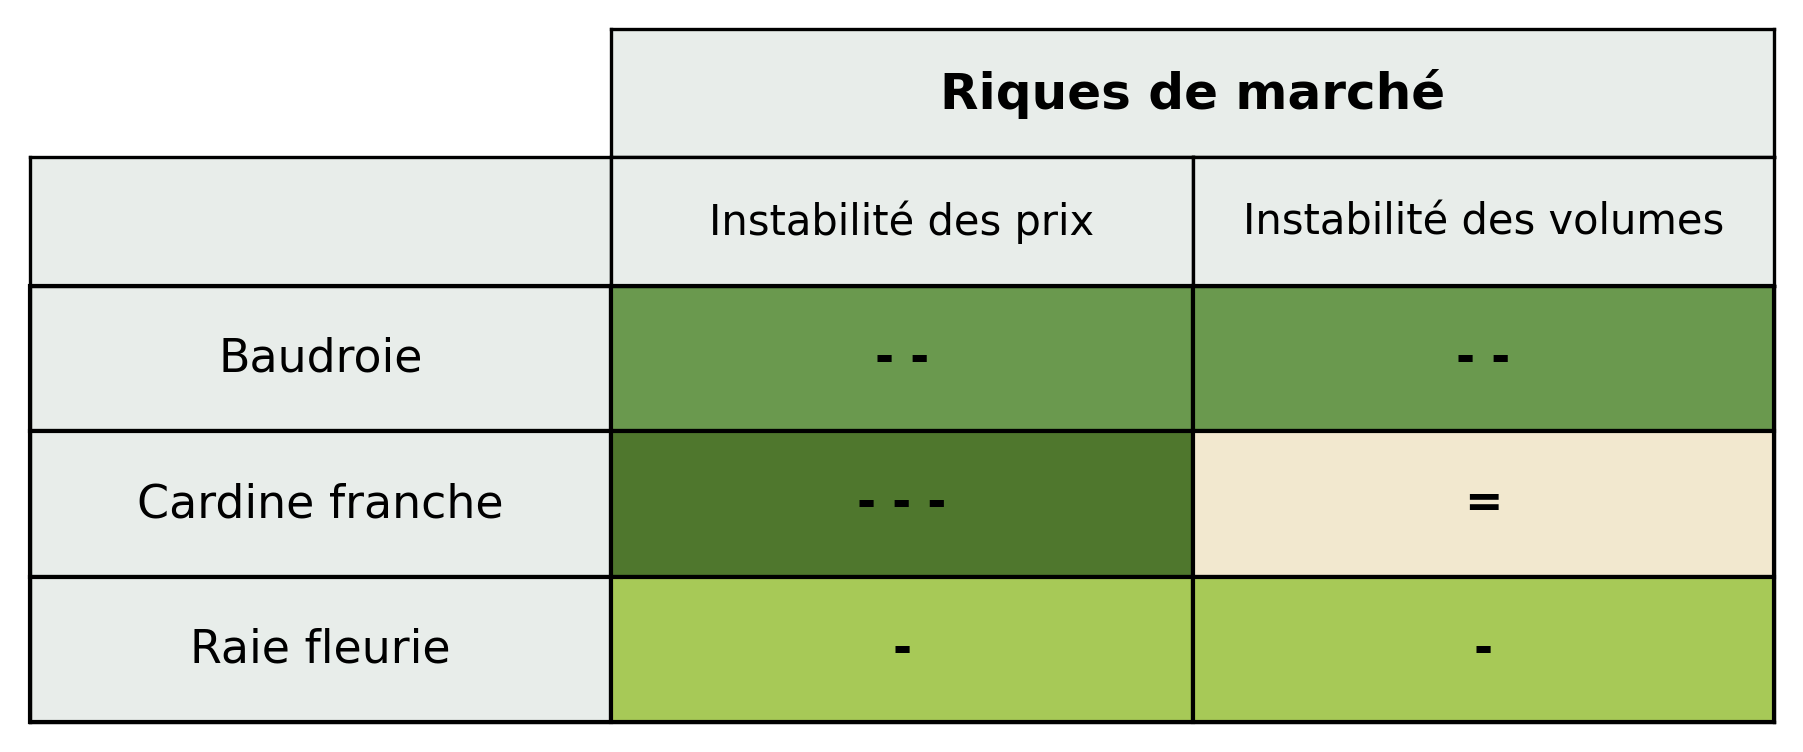 Riques de marché
Instabilité des prix Instabilité des volumes
Baudroie - - - -
Cardine franche - - - =
Raie fleurie - -